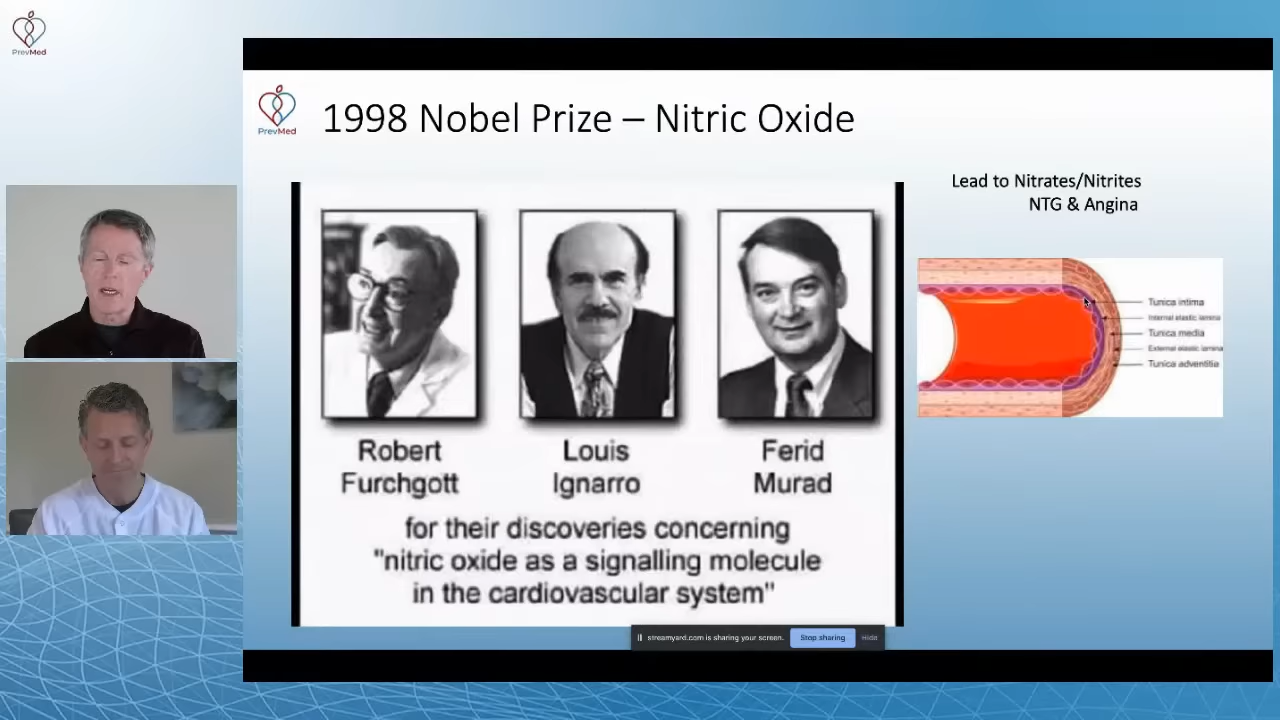 PrevMed
PrevMed
1998 Nobel Prize – Nitric Oxide
Lead to Nitrates/Nitrites
NTG & Angina
Robert
Furchgott
Louis
Ignarro
Ferid
Murad
for their discoveries concerning
"nitric oxide as a signalling molecule
in the cardiovascular system"
Tunica intima
Internal elastic lamina
Tunica media
External elastic lamina
Tunica adventitia
streamyard.com is sharing your screen.
Stop sharing
Hide